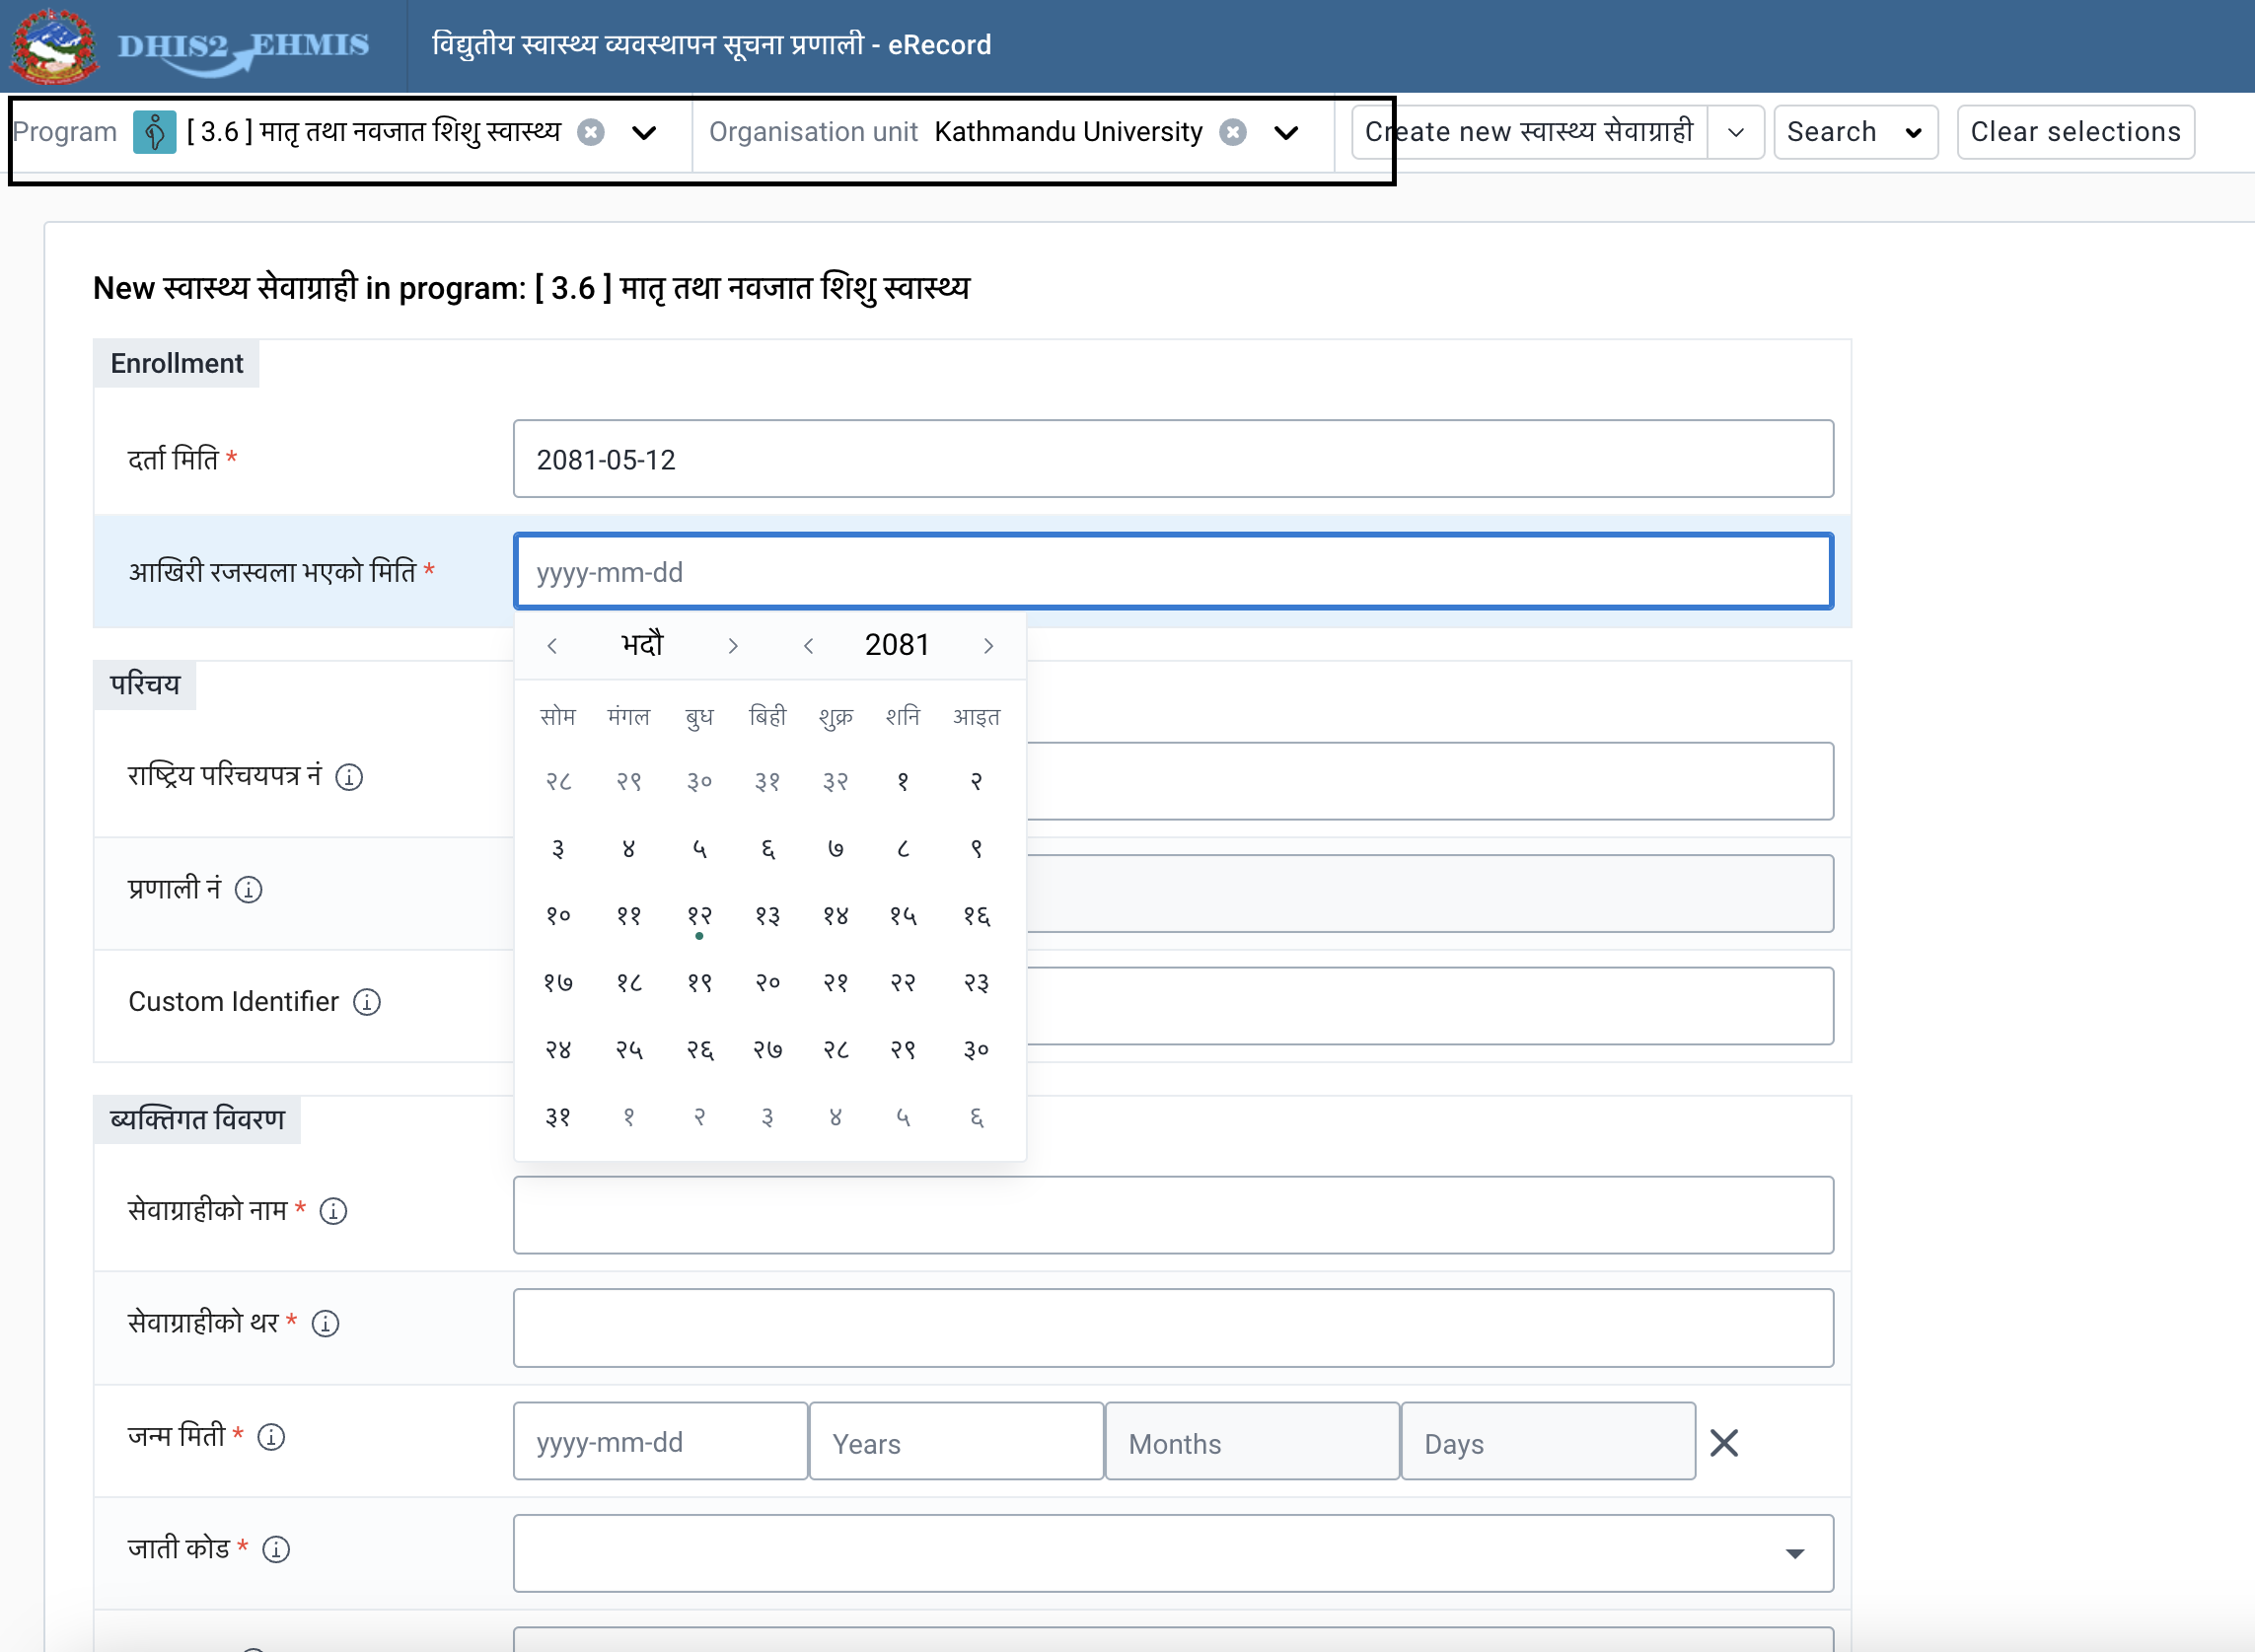 DHIS2 EHMIS विद्युतीय स्वास्थ्य व्यवस्थापन सूचना प्रणाली - eRecord
Program [ 3.6 ] मातृ तथा नवजात शिशु स्वास्थ्य Organisation unit Kathmandu University Create new स्वास्थ्य सेवाग्राही Search Clear selections
New स्वास्थ्य सेवाग्राही in program: [ 3.6 ] मातृ तथा नवजात शिशु स्वास्थ्य
Enrollment
दर्ता मिति * 2081-05-12
आखिरी रजस्वला भएको मिति * yyyy-mm-dd
भदौ 2081
सोम मंगल बुध बिही शुक्र शनि आइत
२८ २९ ३० ३१ ३२ १ २
३ ४ ५ ६ ७ ८ ९
१० ११ १२ १३ १४ १५ १६
१७ १८ १९ २० २१ २२ २३
२४ २५ २६ २७ २८ २९ ३०
३१ १ २ ३ ४ ५ ६
परिचय
राष्ट्रिय परिचयपत्र नं
प्रणाली नं
Custom Identifier
ब्यक्तिगत विवरण
सेवाग्राहीको नाम *
सेवाग्राहीको थर *
जन्म मिती * yyyy-mm-dd Years Months Days
जाती कोड *